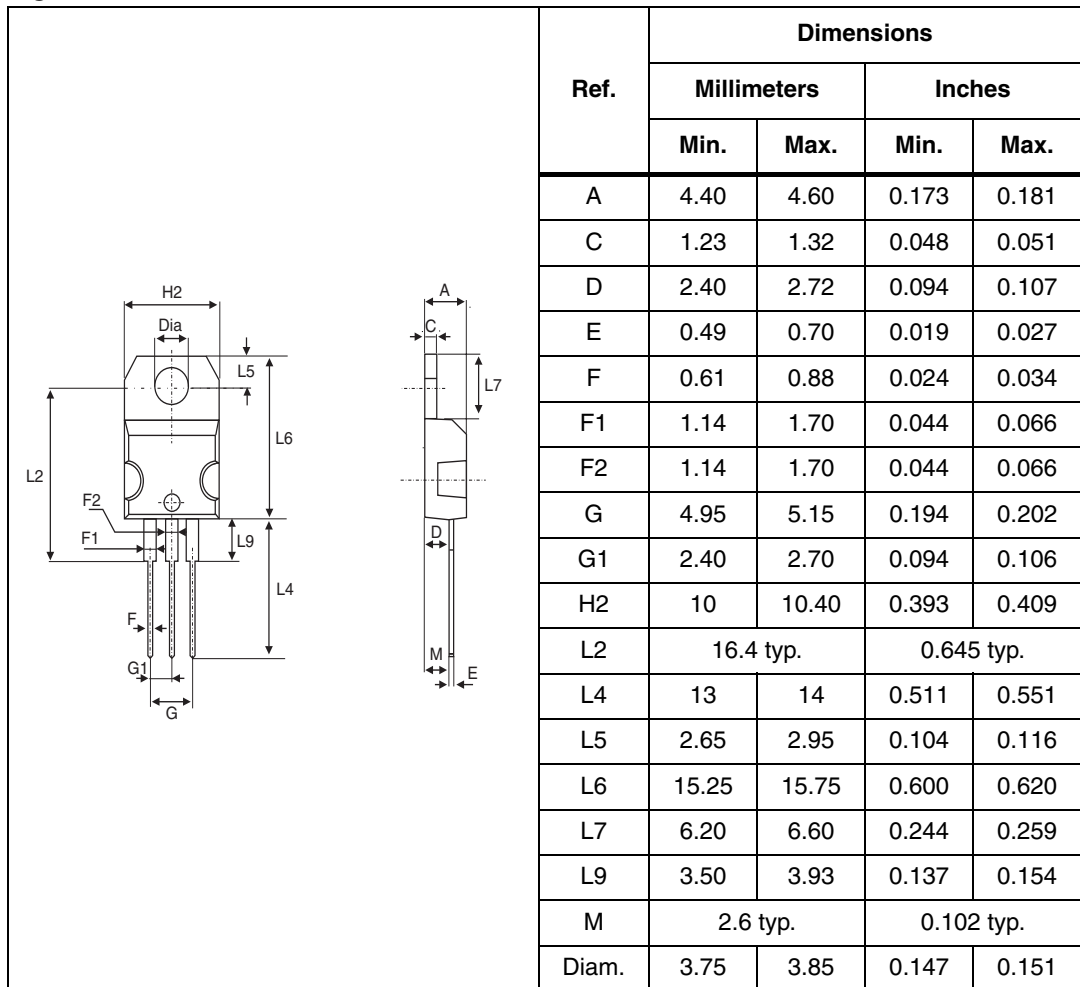 Ref. Dimensions
Millimeters Inches
Min. Max. Min. Max.
A 4.40 4.60 0.173 0.181
C 1.23 1.32 0.048 0.051
D 2.40 2.72 0.094 0.107
E 0.49 0.70 0.019 0.027
F 0.61 0.88 0.024 0.034
F1 1.14 1.70 0.044 0.066
F2 1.14 1.70 0.044 0.066
G 4.95 5.15 0.194 0.202
G1 2.40 2.70 0.094 0.106
H2 10 10.40 0.393 0.409
L2 16.4 typ. 0.645 typ.
L4 13 14 0.511 0.551
L5 2.65 2.95 0.104 0.116
L6 15.25 15.75 0.600 0.620
L7 6.20 6.60 0.244 0.259
L9 3.50 3.93 0.137 0.154
M 2.6 typ. 0.102 typ.
Diam. 3.75 3.85 0.147 0.151
H2
Dia
L5
L6
L2
F2
F1
L9
L4
F
G1
G
A
C
L7
D
M
E